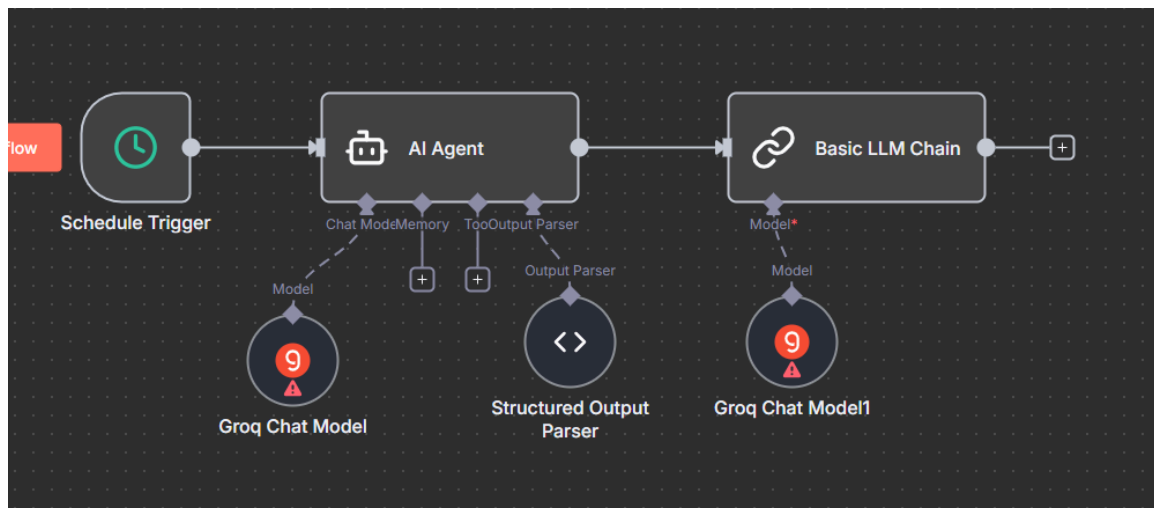 flow
AI Agent
Basic LLM Chain
Schedule Trigger
Chat Mode
Memory
Too
Output Parser
Model*
Output Parser
Model
Model
Structured Output
Parser
Groq Chat Model1
Groq Chat Model